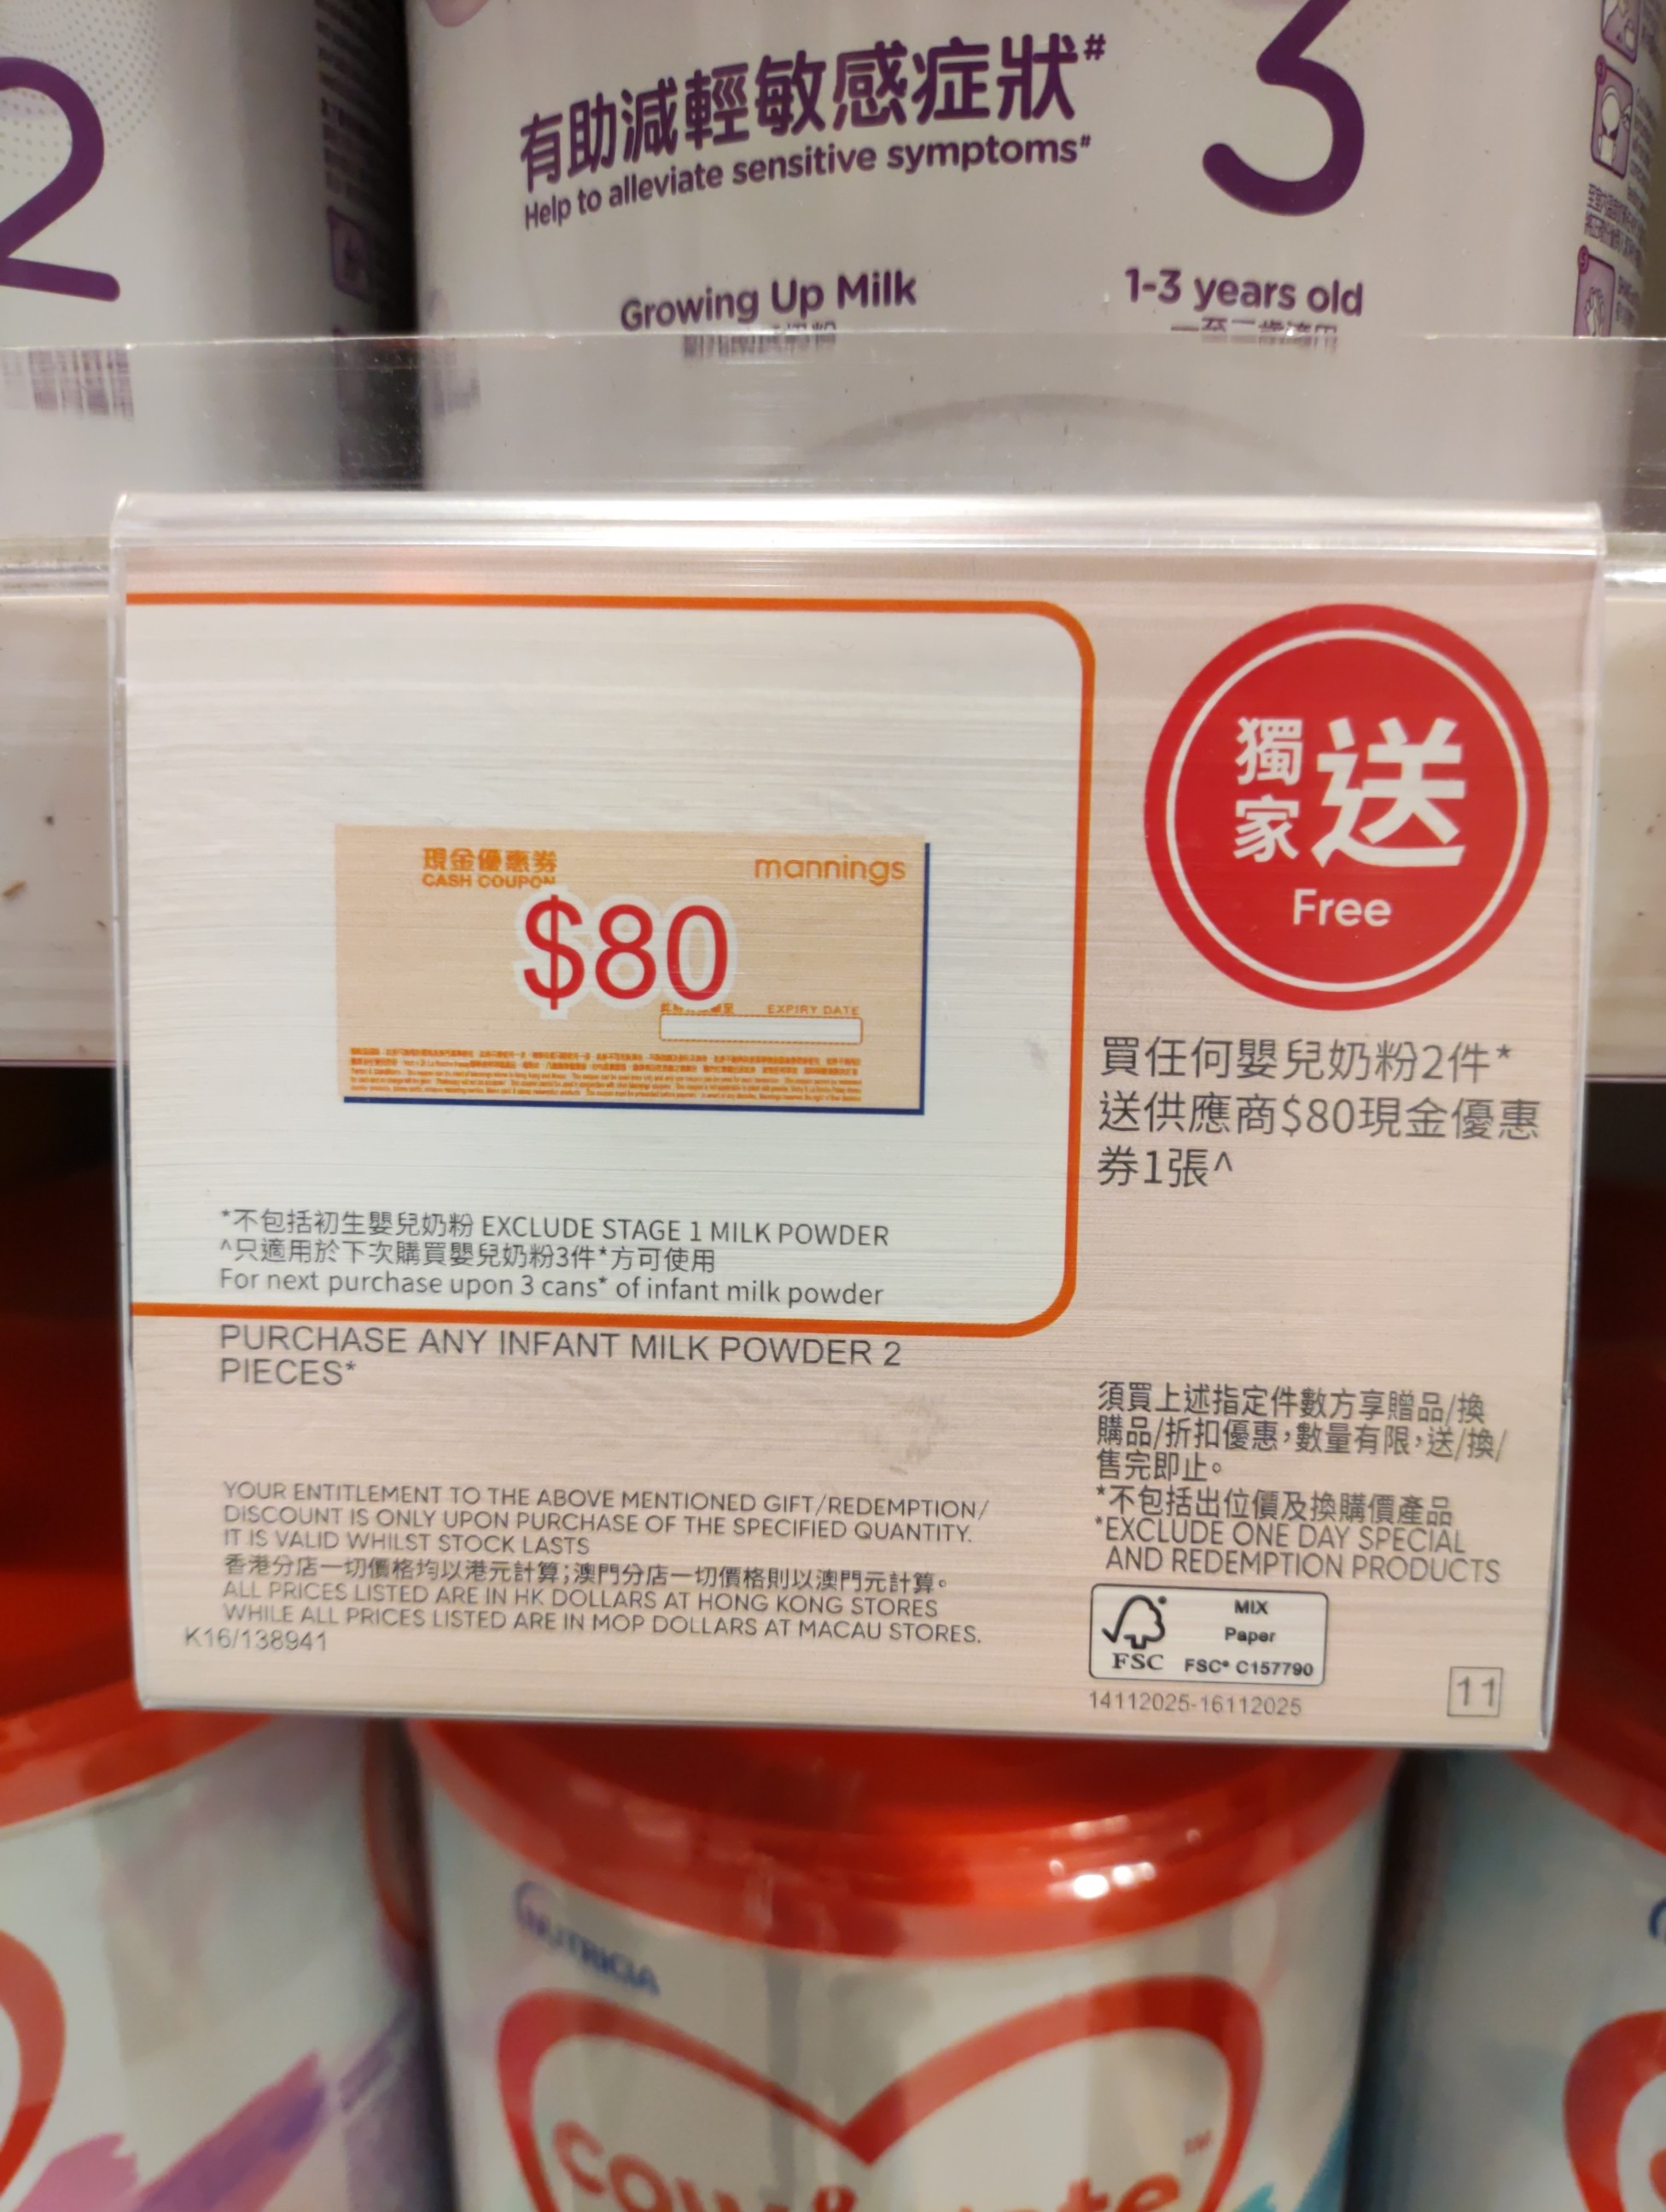 2
有助減輕敏感症狀#
Help to alleviate sensitive symptoms#
3
Growing Up Milk
1-3 years old
現金優惠券
CASH COUPON
mannings
$80
EXPIRY DATE
獨家送
Free
買任何嬰兒奶粉2件*
送供應商$80現金優惠
券1張^
*不包括初生嬰兒奶粉 EXCLUDE STAGE 1 MILK POWDER
^只適用於下次購買嬰兒奶粉3件*方可使用
For next purchase upon 3 cans* of infant milk powder
PURCHASE ANY INFANT MILK POWDER 2
PIECES*
須買上述指定件數方享贈品/換
購品/折扣優惠,數量有限,送/換/
售完即止。
*不包括出位價及換購價產品
*EXCLUDE ONE DAY SPECIAL
AND REDEMPTION PRODUCTS
YOUR ENTITLEMENT TO THE ABOVE MENTIONED GIFT/REDEMPTION/
DISCOUNT IS ONLY UPON PURCHASE OF THE SPECIFIED QUANTITY.
IT IS VALID WHILST STOCK LASTS
香港分店一切價格均以港元計算;澳門分店一切價格則以澳門元計算。
ALL PRICES LISTED ARE IN HK DOLLARS AT HONG KONG STORES
WHILE ALL PRICES LISTED ARE IN MOP DOLLARS AT MACAU STORES.
K16/138941
FSC
MIX
Paper
FSC® C157790
14112025-16112025
11
NUTRICIA